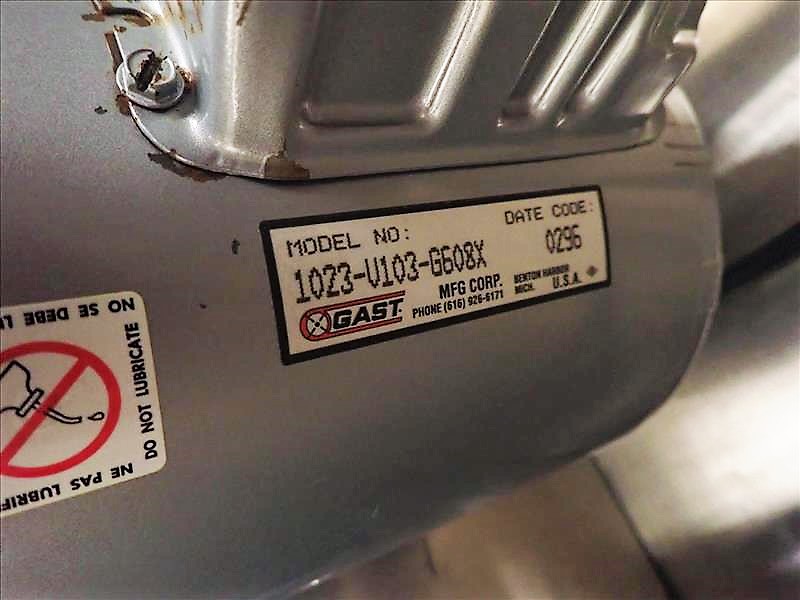 MODEL NO:
DATE CODE:
1023-V103-G608X
0296
GAST
MFG CORP.
PHONE (616) 926-6171
BENTON HARBOR
MICH.
U.S.A.
NO SE DEBE
DO NOT LUBRICATE
NE PAS